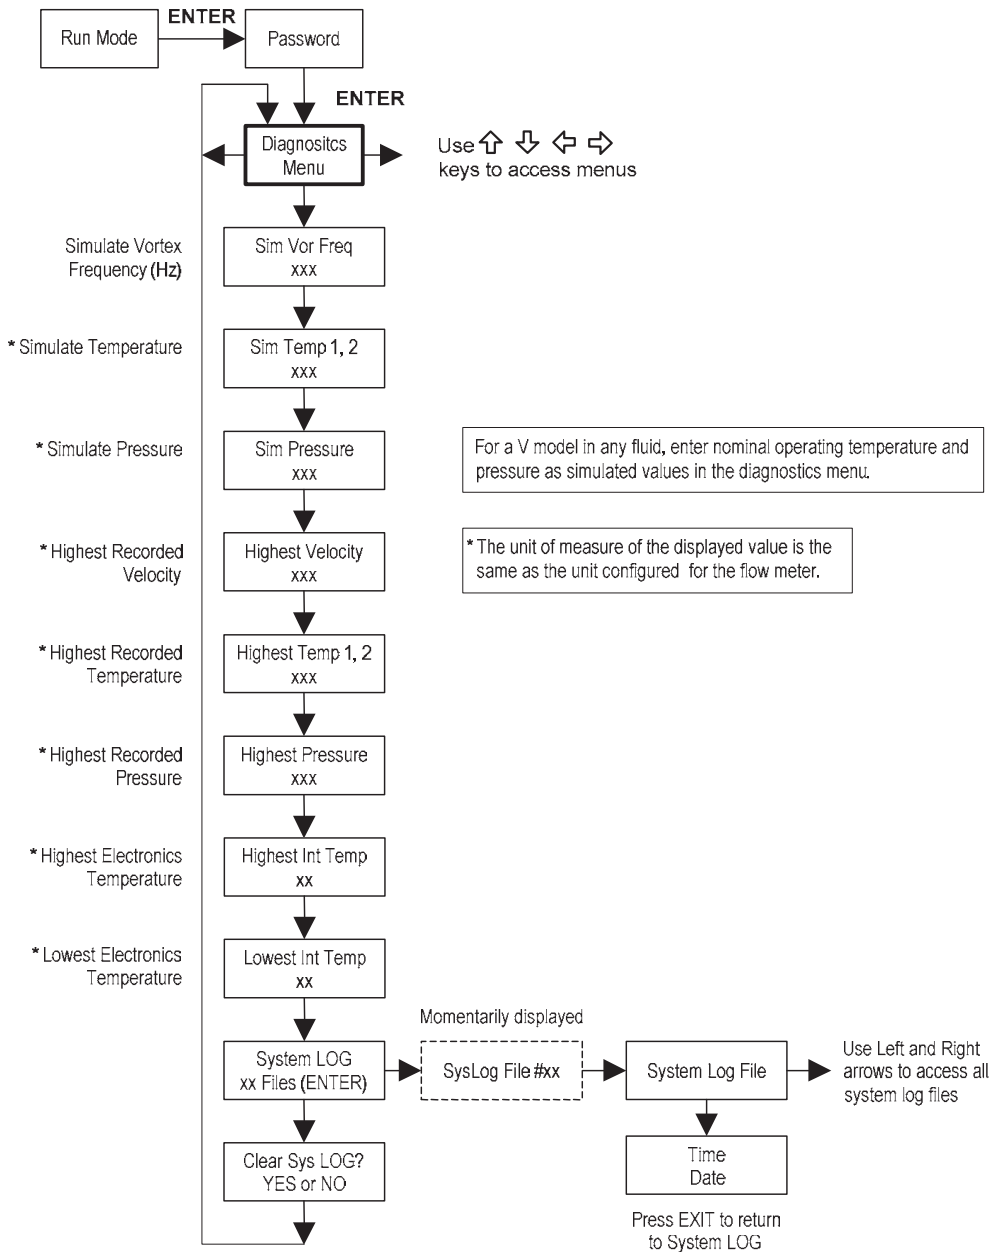 ENTER
Run Mode
Password
ENTER
Diagnositcs
Menu
Use
keys to access menus
Simulate Vortex
Frequency (Hz)
Sim Vor Freq
xxx
* Simulate Temperature
Sim Temp 1, 2
xxx
* Simulate Pressure
Sim Pressure
xxx
For a V model in any fluid, enter nominal operating temperature and
pressure as simulated values in the diagnostics menu.
* Highest Recorded
Velocity
Highest Velocity
xxx
* The unit of measure of the displayed value is the
same as the unit configured for the flow meter.
* Highest Recorded
Temperature
Highest Temp 1, 2
xxx
* Highest Recorded
Pressure
Highest Pressure
xxx
* Highest Electronics
Temperature
Highest Int Temp
xx
* Lowest Electronics
Temperature
Lowest Int Temp
xx
Momentarily displayed
System LOG
xx Files (ENTER)
SysLog File #xx
System Log File
Use Left and Right
arrows to access all
system log files
Clear Sys LOG?
YES or NO
Time
Date
Press EXIT to return
to System LOG